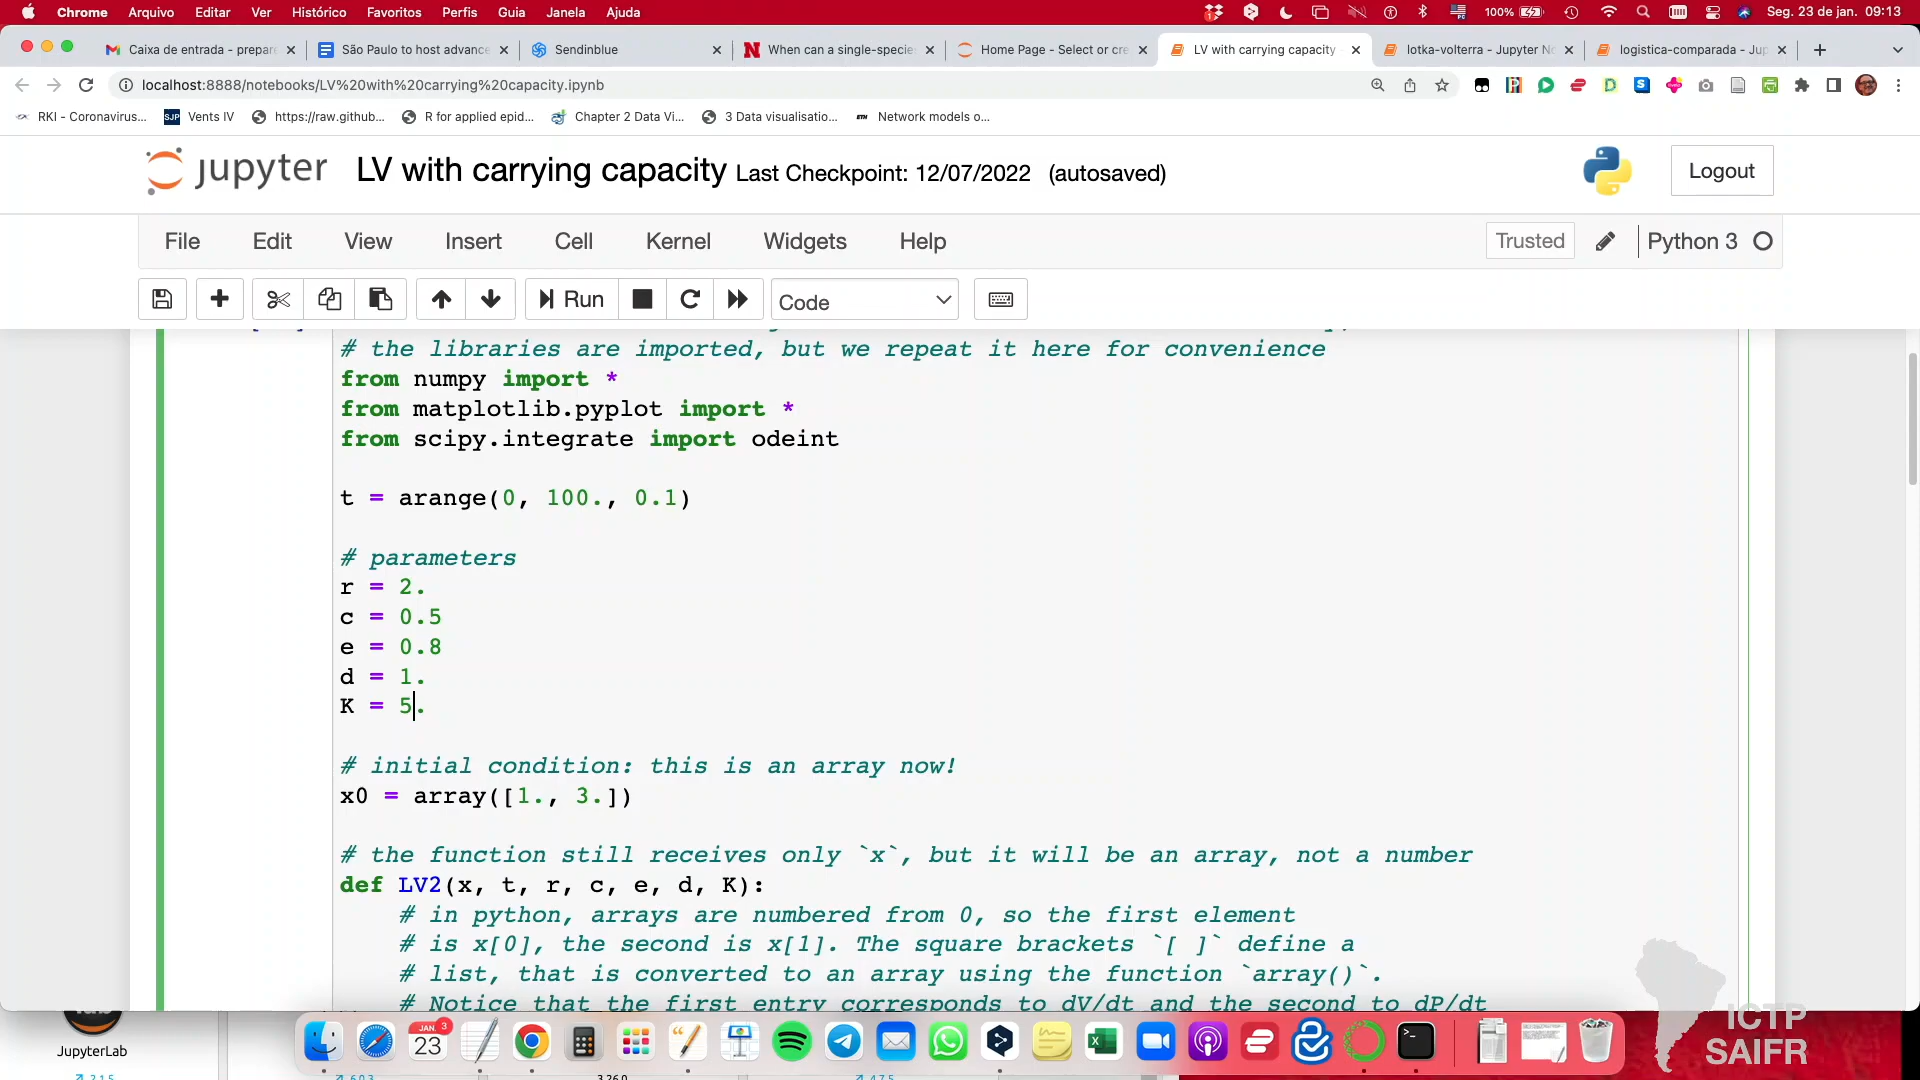 Chrome Arquivo Editar Ver Histórico Favoritos Perfis Guia Janela Ajuda 100% Seg. 23 de jan. 09:13
Caixa de entrada - prepare São Paulo to host advance Sendinblue When can a single-specie Home Page - Select or cre LV with carrying capacity lotka-volterra - Jupyter No logistica-comparada - Jup
localhost:8888/notebooks/LV%20with%20carrying%20capacity.ipynb
RKI - Coronavirus... SJP Vents IV https://raw.github... R for applied epid... Chapter 2 Data Vi... 3 Data visualisatio... ETH Network models o...
jupyter LV with carrying capacity Last Checkpoint: 12/07/2022 (autosaved) Logout
File Edit View Insert Cell Kernel Widgets Help Trusted Python 3
Run Code
# the libraries are imported, but we repeat it here for convenience
from numpy import *
from matplotlib.pyplot import *
from scipy.integrate import odeint
t = arange(0, 100., 0.1)
# parameters
r = 2.
c = 0.5
e = 0.8
d = 1.
K = 5.
# initial condition: this is an array now!
x0 = array([1., 3.])
# the function still receives only `x`, but it will be an array, not a number
def LV2(x, t, r, c, e, d, K):
# in python, arrays are numbered from 0, so the first element
# is x[0], the second is x[1]. The square brackets `[ ]` define a
# list, that is converted to an array using the function `array()`.
# Notice that the first entry corresponds to dV/dt and the second to dP/dt
JAN. 3
23
JupyterLab
ICTP
SAIFR